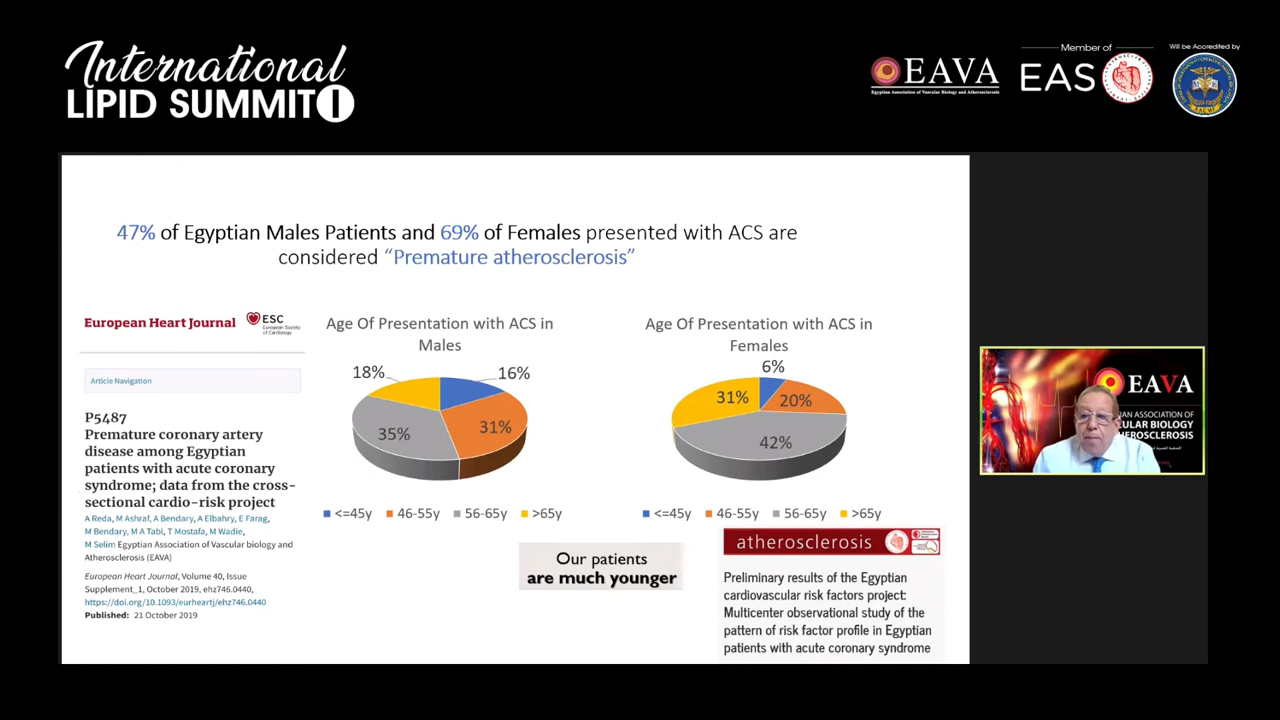 International
LIPID SUMMIT 1
EAVA
Egyptian Association of Vascular Biology and Atherosclerosis
Member of
EAS
Will be Accredited by
47% of Egyptian Males Patients and 69% of Females presented with ACS are
considered “Premature atherosclerosis”
European Heart Journal
ESC
European Society
of Cardiology
Article Navigation
P5487
Premature coronary artery
disease among Egyptian
patients with acute coronary
syndrome; data from the cross-
sectional cardio-risk project
A Reda, M Ashraf, A Bendary, A Elbahry, E Farag,
M Bendary, M A Tabl, T Mostafa, M Wadie,
M Selim Egyptian Association of Vascular biology and
Atherosclerosis (EAVA)
European Heart Journal, Volume 40, Issue
Supplement_1, October 2019, ehz746.0440,
https://doi.org/10.1093/eurheartj/ehz746.0440
Published: 21 October 2019
Age Of Presentation with ACS in
Males
18%
16%
35%
31%
<=45y 46-55y 56-65y >65y
Age Of Presentation with ACS in
Females
6%
31%
20%
42%
<=45y 46-55y 56-65y >65y
Our patients
are much younger
atherosclerosis
Preliminary results of the Egyptian
cardiovascular risk factors project:
Multicenter observational study of the
pattern of risk factor profile in Egyptian
patients with acute coronary syndrome
EAVA
IAN ASSOCIATION OF
ULAR BIOLOGY
HEROSCLEROSIS